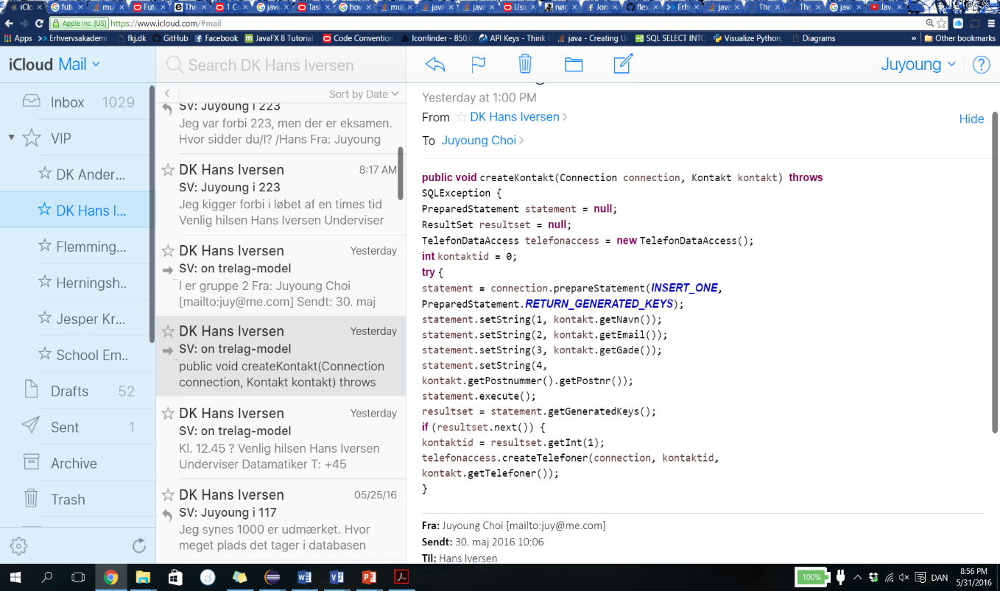 iClo
futu
mu
Fut
The
1 C
java
Tasl
how
mu
java
java
Usin
nøg
Jon
flex
>> Erh
java
The
The
java
Java
Apple Inc. [US] https://www.icloud.com/#mail
Apps >> Erhvervsakadem fkj.dk GitHub Facebook JavaFX 8 Tutorial Code Convention Iconfinder - 850,0 API Keys - Think java - Creating Un SQL SELECT INTO Visualize Python, Diagrams » Other bookmarks
iCloud Mail
Search DK Hans Iversen
Juyoung
?
Inbox 1029
VIP
DK Ander...
DK Hans I...
Flemming...
Herningsh..
Jesper Kr...
School Em..
Drafts 52
Sent 1
Archive
Trash
Sort by Date
SV: Juyoung i 223
Jeg var forbi 223, men der er eksamen.
Hvor sidder du/I? /Hans Fra: Juyoung
DK Hans Iversen 8:17 AM
SV: Juyoung i 223
Jeg kigger forbi i løbet af en times tid
Venlig hilsen Hans Iversen Underviser
DK Hans Iversen Yesterday
SV: on trelag-model
I er gruppe 2 Fra: Juyoung Choi
[mailto:juy@me.com] Sendt: 30. maj
DK Hans Iversen Yesterday
SV: on trelag-model
public void createKontakt(Connection
connection, Kontakt kontakt) throws
DK Hans Iversen Yesterday
SV: on trelag-model
Kl. 12.45 ? Venlig hilsen Hans Iversen
Underviser Datamatiker T: +45
DK Hans Iversen 05/25/16
SV: Juyoung i 117
Jeg synes 1000 er udmærket. Hvor
meget plads det tager i databasen
Yesterday at 1:00 PM
From DK Hans Iversen
Hide
To Juyoung Choi
public void createKontakt(Connection connection, Kontakt kontakt) throws
SQLException {
PreparedStatement statement = null;
ResultSet resultset = null;
TelefonDataAccess telefonaccess = new TelefonDataAccess();
int kontaktid = 0;
try {
statement = connection.prepareStatement(INSERT_ONE,
PreparedStatement.RETURN_GENERATED_KEYS);
statement.setString(1, kontakt.getNavn());
statement.setString(2, kontakt.getEmail());
statement.setString(3, kontakt.getGade());
statement.setString(4,
kontakt.getPostnummer().getPostnr());
statement.execute();
resultset = statement.getGeneratedKeys();
if (resultset.next()) {
kontaktid = resultset.getInt(1);
telefonaccess.createTelefoner(connection, kontaktid,
kontakt.getTelefoner());
}
Fra: Juyoung Choi [mailto:juy@me.com]
Sendt: 30. maj 2016 10:06
Til: Hans Iversen
100%
DAN
8:56 PM
5/31/2016